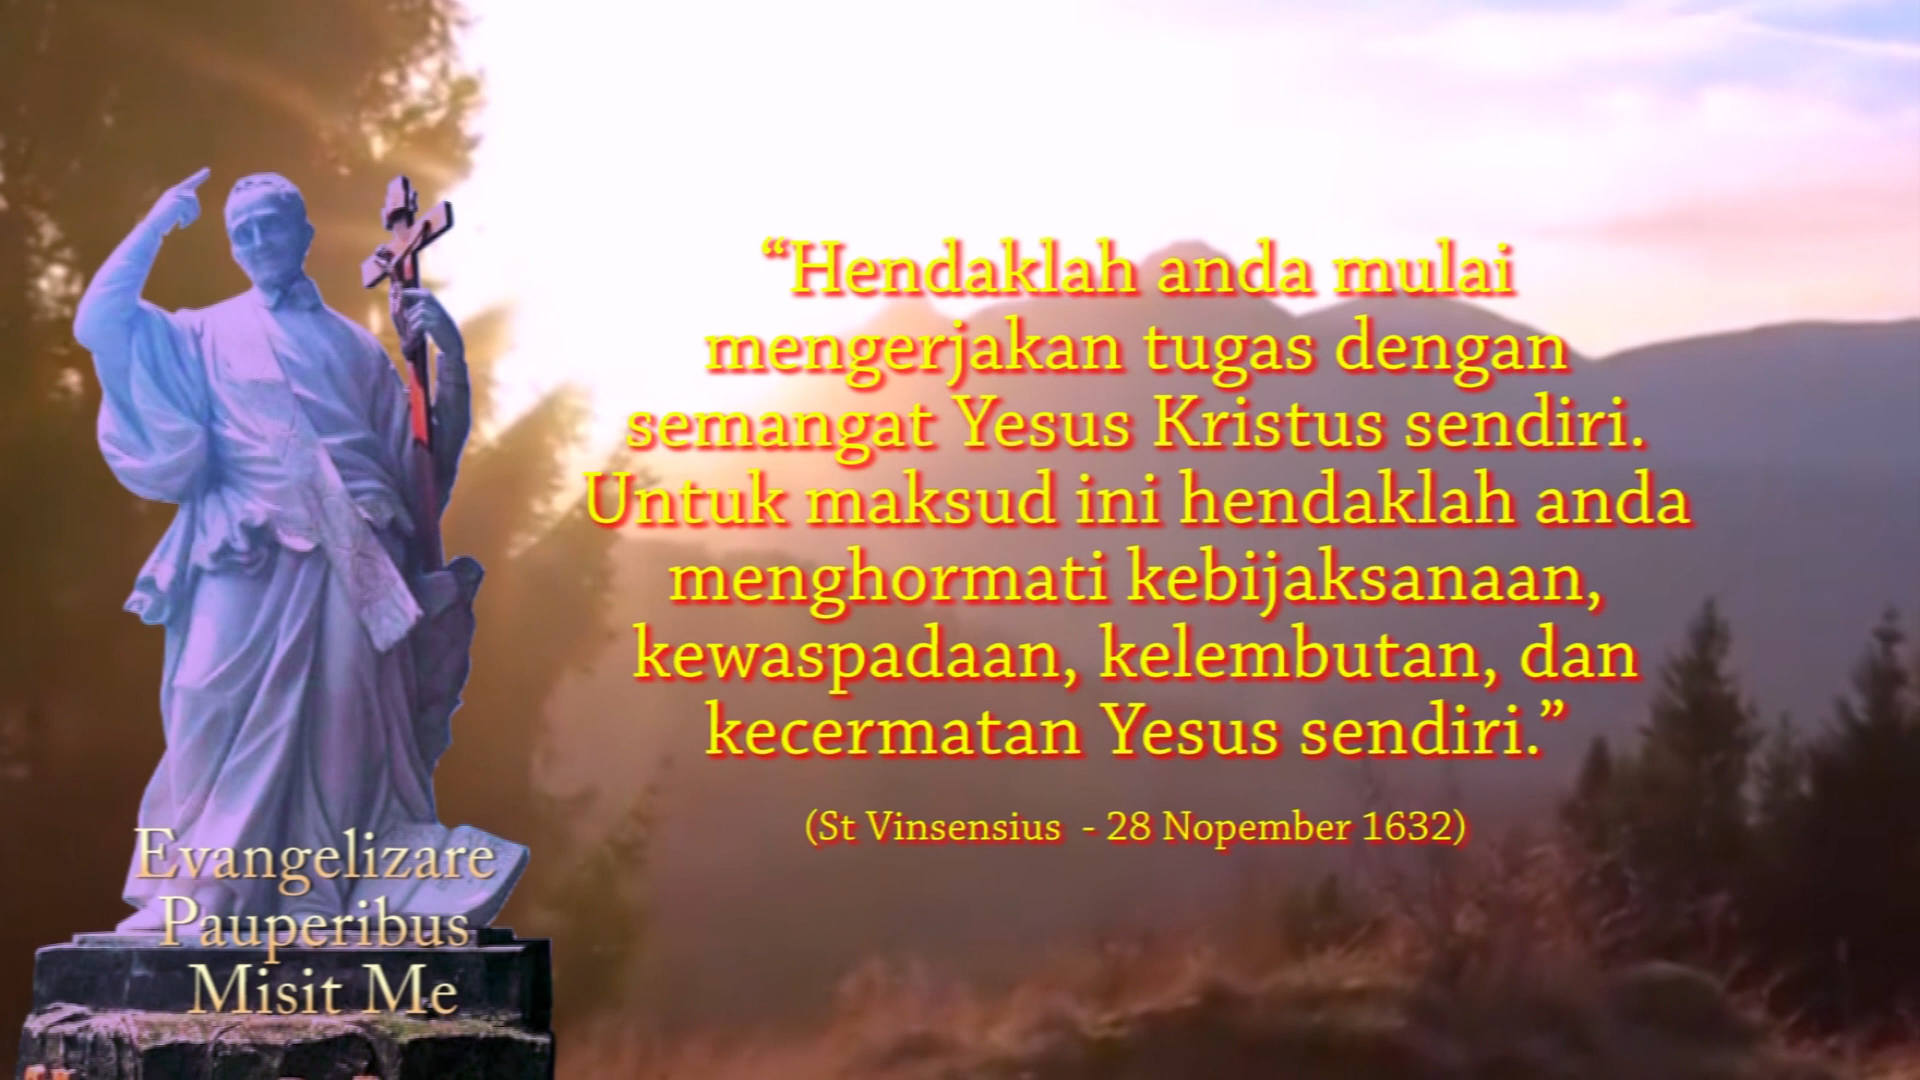 “Hendaklah anda mulai
mengerjakan tugas dengan
semangat Yesus Kristus sendiri.
Untuk maksud ini hendaklah anda
menghormati kebijaksanaan,
kewaspadaan, kelembutan, dan
kecermatan Yesus sendiri.”
(St Vinsensius - 28 Nopember 1632)
Evangelizare
Pauperibus
Misit Me